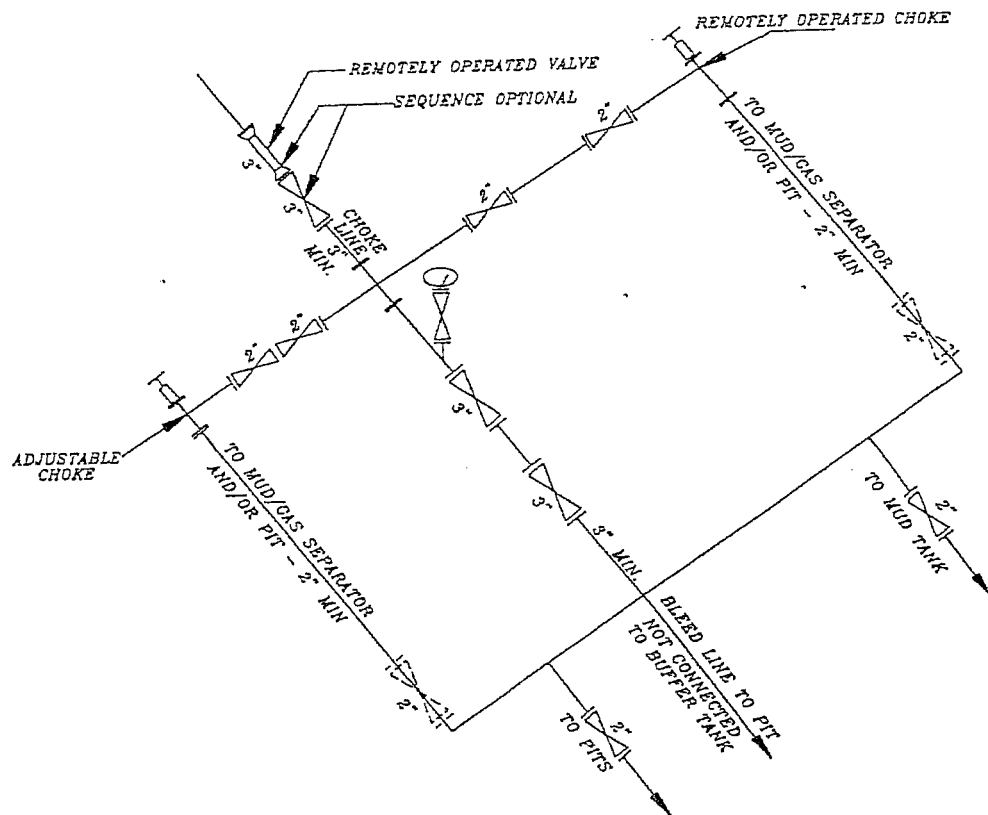 REMOTELY OPERATED CHOKE
REMOTELY OPERATED VALVE
SEQUENCE OPTIONAL
3"
3"
CHOKE
LINE
3"
MIN.
2"
2"
TO MUD/GAS SEPARATOR
AND/OR PIT - 2" MIN
2"
2"
2"
ADJUSTABLE
CHOKE
TO MUD/GAS SEPARATOR
AND/OR PIT - 2" MIN
2"
3"
3"
3" MIN.
BLEED LINE TO PIT
NOT CONNECTED
TO BUFFER TANK
2"
TO MUD TANK
2"
TO PITS